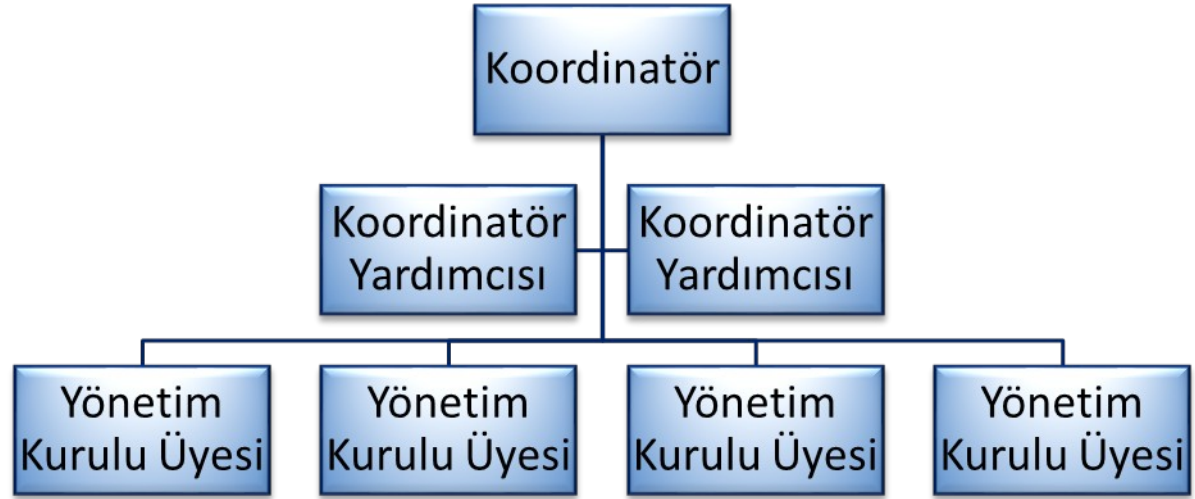 Koordinatör
Koordinatör
Yardımcısı
Koordinatör
Yardımcısı
Yönetim
Kurulu Üyesi
Yönetim
Kurulu Üyesi
Yönetim
Kurulu Üyesi
Yönetim
Kurulu Üyesi